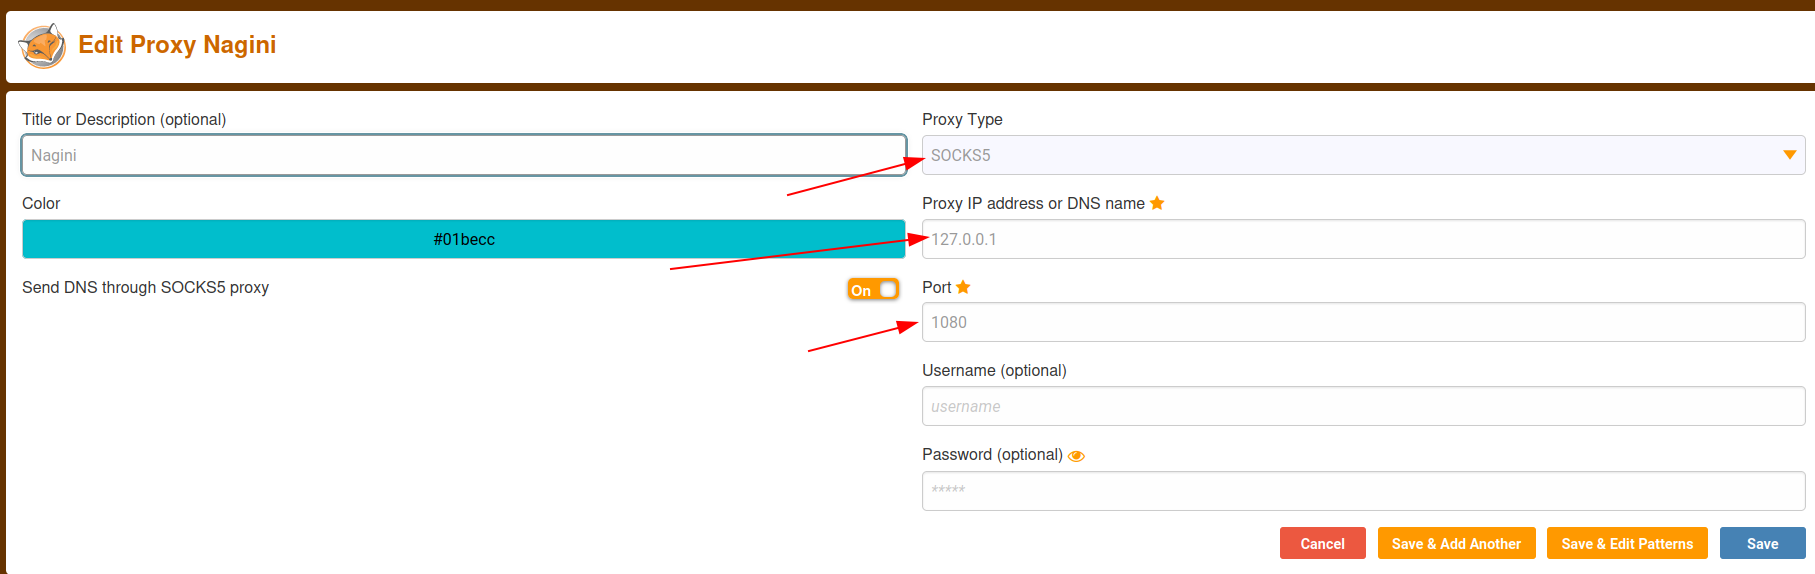 Edit Proxy Nagini
Title or Description (optional)
Nagini
Color
#01becc
Send DNS through SOCKS5 proxy
On
Proxy Type
SOCKS5
Proxy IP address or DNS name
127.0.0.1
Port
1080
Username (optional)
username
Password (optional)
*****
Cancel
Save & Add Another
Save & Edit Patterns
Save